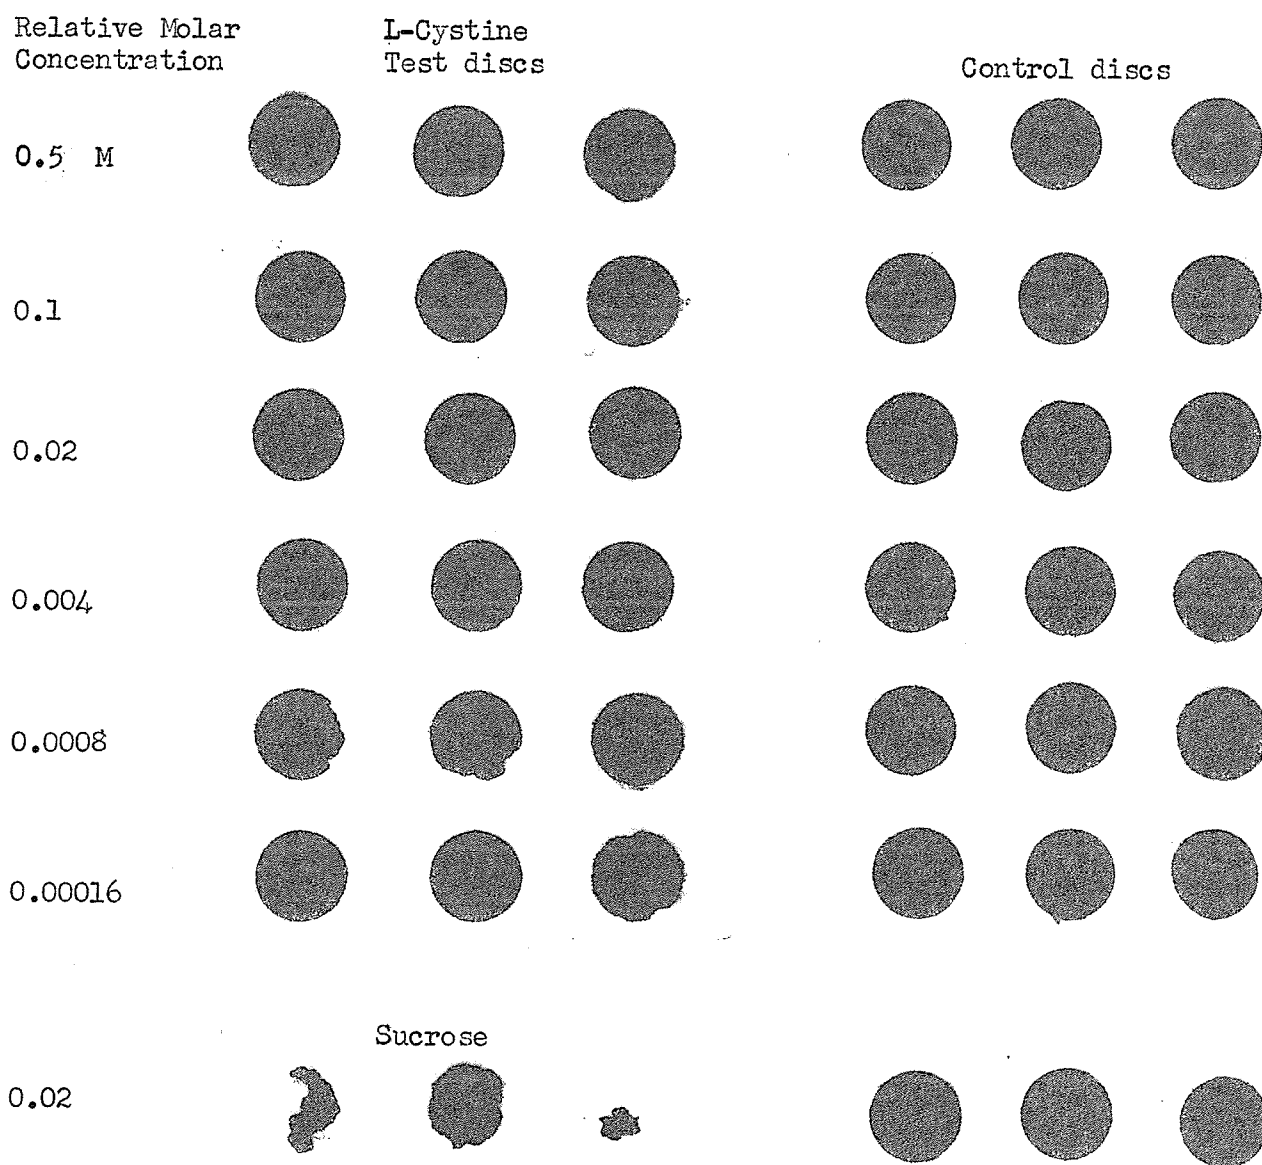 Relative Molar
Concentration
L-Cystine
Test discs
Control discs
0.5 M
0.1
0.02
0.004
0.0008
0.00016
Sucrose
0.02